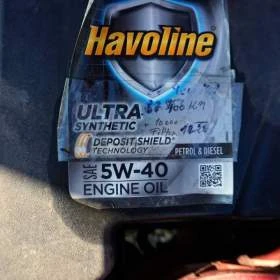 Havoline
ULTRA
SYNTHETIC
DEPOSIT SHIELD
TECHNOLOGY
PETROL & DIESEL
SAE 5W-40
ENGINE OIL